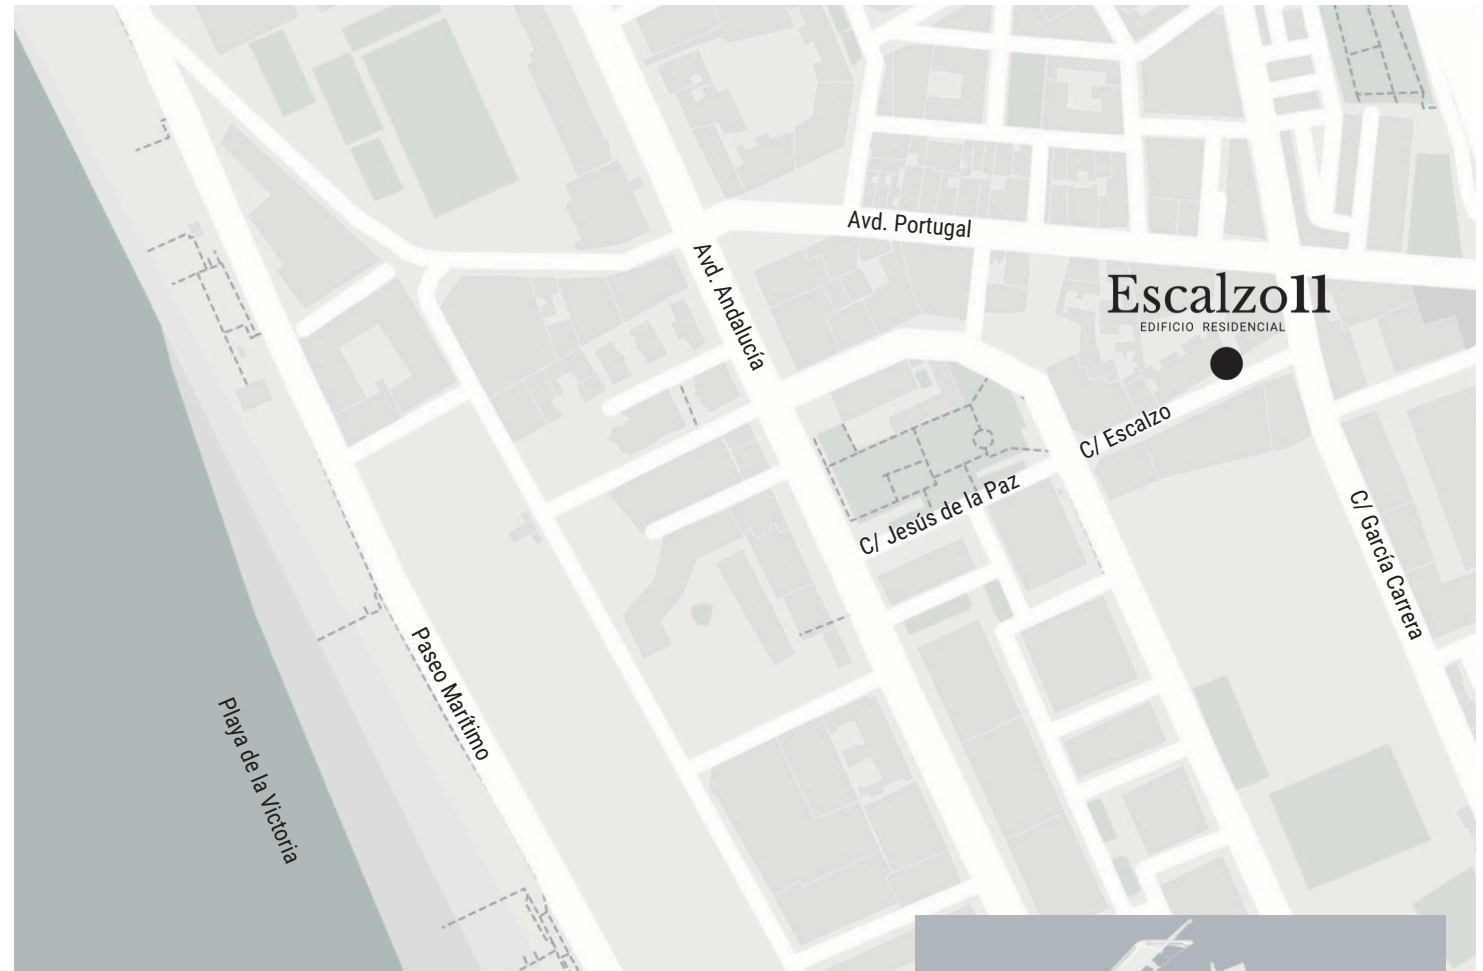 Avd. Portugal
Avd. Andalucía
Escalzo11
EDIFICIO RESIDENCIAL
C/ Escalzo
C/ Jesús de la Paz
C/ García Carrera
Paseo Marítimo
Playa de la Victoria